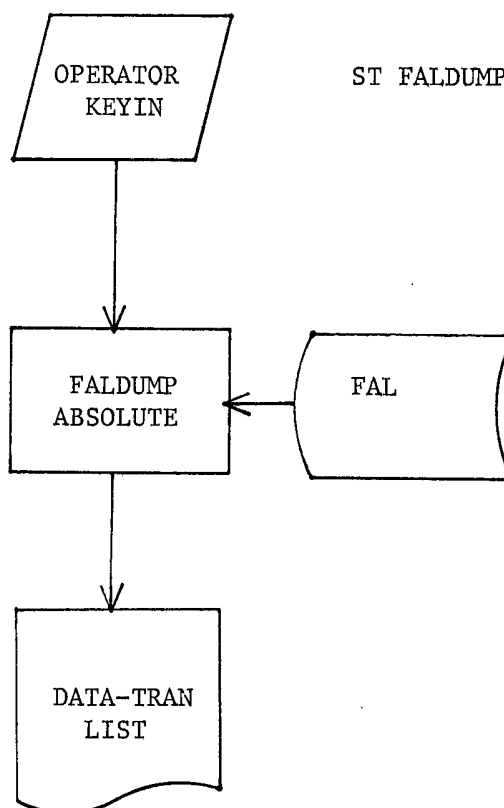 OPERATOR
KEYIN
ST FALDUMP
FALDUMP
ABSOLUTE
FAL
DATA-TRAN
LIST